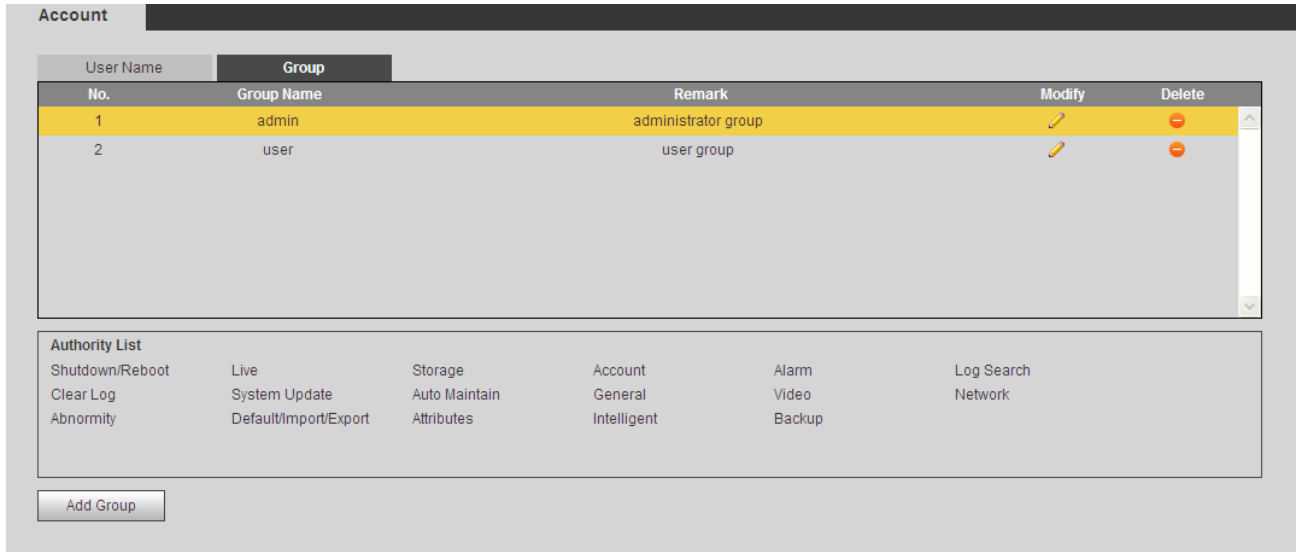 Account
User Name Group
No. Group Name Remark Modify Delete
1 admin administrator group
2 user user group
Authority List
Shutdown/Reboot Live Storage Account Alarm Log Search
Clear Log System Update Auto Maintain General Video Network
Abnormity Default/Import/Export Attributes Intelligent Backup
Add Group